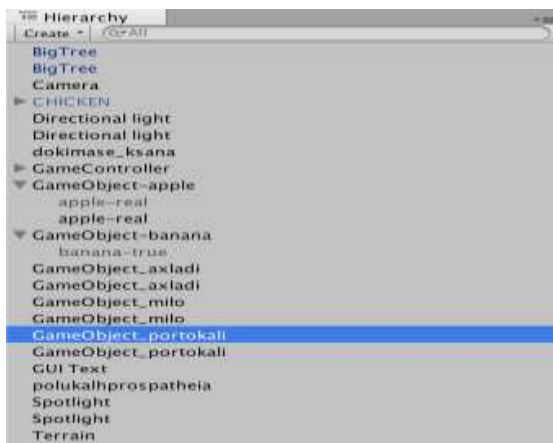 Hierarchy
Create All
BigTree
BigTree
Camera
CHICKEN
Directional light
Directional light
dokimase_ksana
GameController
GameObject-apple
apple-real
apple-real
GameObject-banana
banana-true
GameObject_axladi
GameObject_axladi
GameObject_milo
GameObject_milo
GameObject_portokali
GameObject_portokali
GUI Text
polukalhprospatheia
Spotlight
Spotlight
Terrain